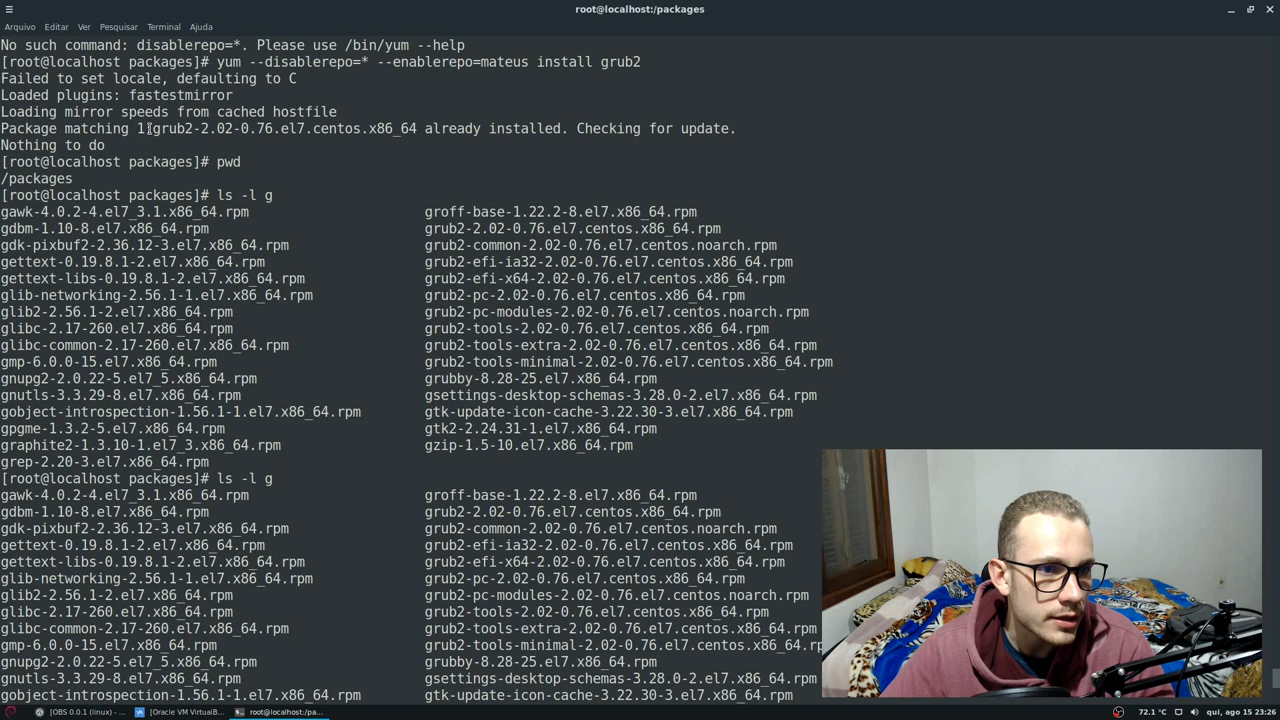 root@localhost:/packages
Arquivo Editar Ver Pesquisar Terminal Ajuda
No such command: disablerepo=*. Please use /bin/yum --help
[root@localhost packages]# yum --disablerepo=* --enablerepo=mateus install grub2
Failed to set locale, defaulting to C
Loaded plugins: fastestmirror
Loading mirror speeds from cached hostfile
Package matching 1:grub2-2.02-0.76.el7.centos.x86_64 already installed. Checking for update.
Nothing to do
[root@localhost packages]# pwd
/packages
[root@localhost packages]# ls -l g
gawk-4.0.2-4.el7_3.1.x86_64.rpm groff-base-1.22.2-8.el7.x86_64.rpm
gdbm-1.10-8.el7.x86_64.rpm grub2-2.02-0.76.el7.centos.x86_64.rpm
gdk-pixbuf2-2.36.12-3.el7.x86_64.rpm grub2-common-2.02-0.76.el7.centos.noarch.rpm
gettext-0.19.8.1-2.el7.x86_64.rpm grub2-efi-ia32-2.02-0.76.el7.centos.x86_64.rpm
gettext-libs-0.19.8.1-2.el7.x86_64.rpm grub2-efi-x64-2.02-0.76.el7.centos.x86_64.rpm
glib-networking-2.56.1-1.el7.x86_64.rpm grub2-pc-2.02-0.76.el7.centos.x86_64.rpm
glib2-2.56.1-2.el7.x86_64.rpm grub2-pc-modules-2.02-0.76.el7.centos.noarch.rpm
glibc-2.17-260.el7.x86_64.rpm grub2-tools-2.02-0.76.el7.centos.x86_64.rpm
glibc-common-2.17-260.el7.x86_64.rpm grub2-tools-extra-2.02-0.76.el7.centos.x86_64.rpm
gmp-6.0.0-15.el7.x86_64.rpm grub2-tools-minimal-2.02-0.76.el7.centos.x86_64.rpm
gnupg2-2.0.22-5.el7_5.x86_64.rpm grubby-8.28-25.el7.x86_64.rpm
gnutls-3.3.29-8.el7.x86_64.rpm gsettings-desktop-schemas-3.28.0-2.el7.x86_64.rpm
gobject-introspection-1.56.1-1.el7.x86_64.rpm gtk-update-icon-cache-3.22.30-3.el7.x86_64.rpm
gpgme-1.3.2-5.el7.x86_64.rpm gtk2-2.24.31-1.el7.x86_64.rpm
graphite2-1.3.10-1.el7_3.x86_64.rpm gzip-1.5-10.el7.x86_64.rpm
grep-2.20-3.el7.x86_64.rpm
[root@localhost packages]# ls -l g
gawk-4.0.2-4.el7_3.1.x86_64.rpm groff-base-1.22.2-8.el7.x86_64.rpm
gdbm-1.10-8.el7.x86_64.rpm grub2-2.02-0.76.el7.centos.x86_64.rpm
gdk-pixbuf2-2.36.12-3.el7.x86_64.rpm grub2-common-2.02-0.76.el7.centos.noarch.rpm
gettext-0.19.8.1-2.el7.x86_64.rpm grub2-efi-ia32-2.02-0.76.el7.centos.x86_64.rpm
gettext-libs-0.19.8.1-2.el7.x86_64.rpm grub2-efi-x64-2.02-0.76.el7.centos.x86_64.rpm
glib-networking-2.56.1-1.el7.x86_64.rpm grub2-pc-2.02-0.76.el7.centos.x86_64.rpm
glib2-2.56.1-2.el7.x86_64.rpm grub2-pc-modules-2.02-0.76.el7.centos.noarch.rpm
glibc-2.17-260.el7.x86_64.rpm grub2-tools-2.02-0.76.el7.centos.x86_64.rpm
glibc-common-2.17-260.el7.x86_64.rpm grub2-tools-extra-2.02-0.76.el7.centos.x86_64.rpm
gmp-6.0.0-15.el7.x86_64.rpm grub2-tools-minimal-2.02-0.76.el7.centos.x86_64.r
gnupg2-2.0.22-5.el7_5.x86_64.rpm grubby-8.28-25.el7.x86_64.rpm
gnutls-3.3.29-8.el7.x86_64.rpm gsettings-desktop-schemas-3.28.0-2.el7.x86_64.rpm
gobject-introspection-1.56.1-1.el7.x86_64.rpm gtk-update-icon-cache-3.22.30-3.el7.x86_64.rpm
[OBS 0.0.1 (linux) - ... [Oracle VM VirtualB... root@localhost:/pa... 72.1 °C qui, ago 15 23:26